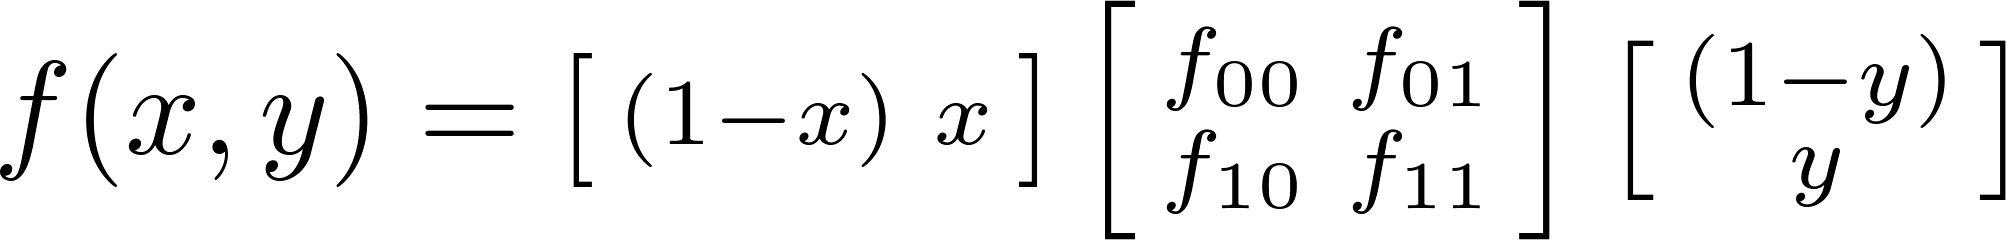 f(x, y) = [ (1−x) x ] [ f₀₀ f₀₁ ; f₁₀ f₁₁ ] [ (1−y) ; y ]